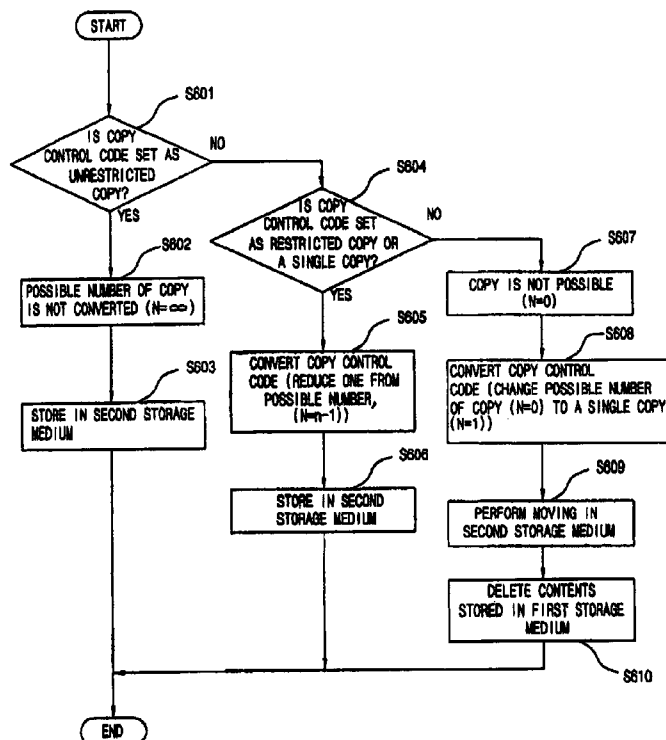 START
S601
IS COPY
CONTROL CODE SET AS
UNRESTRICTED
COPY?
NO
YES
S604
IS COPY
CONTROL CODE SET
AS RESTRICTED COPY OR
A SINGLE COPY?
NO
YES
S602
POSSIBLE NUMBER OF COPY
IS NOT CONVERTED (N=∞)
S603
STORE IN SECOND STORAGE
MEDIUM
S605
CONVERT COPY CONTROL
CODE (REDUCE ONE FROM
POSSIBLE NUMBER,
(N=n-1))
S606
STORE IN SECOND
STORAGE MEDIUM
S607
COPY IS NOT POSSIBLE
(N=0)
S608
CONVERT COPY CONTROL
CODE (CHANGE POSSIBLE NUMBER
OF COPY (N=0) TO A SINGLE COPY
(N=1))
S609
PERFORM MOVING IN
SECOND STORAGE MEDIUM
DELETE CONTENTS
STORED IN FIRST STORAGE
MEDIUM
S610
END